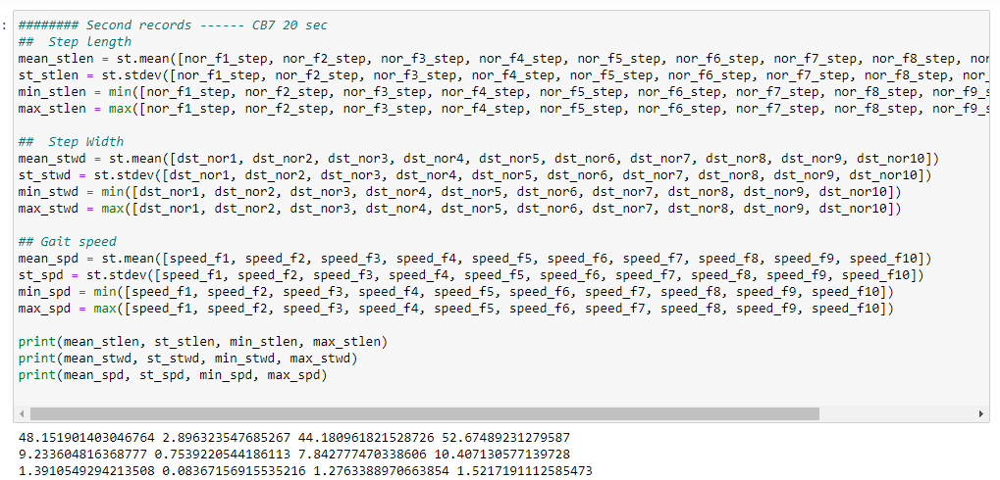 : ######## Second records ------ CB7 20 sec
## Step length
mean_stlen = st.mean([nor_f1_step, nor_f2_step, nor_f3_step, nor_f4_step, nor_f5_step, nor_f6_step, nor_f7_step, nor_f8_step, nor
st_stlen = st.stdev([nor_f1_step, nor_f2_step, nor_f3_step, nor_f4_step, nor_f5_step, nor_f6_step, nor_f7_step, nor_f8_step, nor_
min_stlen = min([nor_f1_step, nor_f2_step, nor_f3_step, nor_f4_step, nor_f5_step, nor_f6_step, nor_f7_step, nor_f8_step, nor_f9_s
max_stlen = max([nor_f1_step, nor_f2_step, nor_f3_step, nor_f4_step, nor_f5_step, nor_f6_step, nor_f7_step, nor_f8_step, nor_f9_s
## Step Width
mean_stwd = st.mean([dst_nor1, dst_nor2, dst_nor3, dst_nor4, dst_nor5, dst_nor6, dst_nor7, dst_nor8, dst_nor9, dst_nor10])
st_stwd = st.stdev([dst_nor1, dst_nor2, dst_nor3, dst_nor4, dst_nor5, dst_nor6, dst_nor7, dst_nor8, dst_nor9, dst_nor10])
min_stwd = min([dst_nor1, dst_nor2, dst_nor3, dst_nor4, dst_nor5, dst_nor6, dst_nor7, dst_nor8, dst_nor9, dst_nor10])
max_stwd = max([dst_nor1, dst_nor2, dst_nor3, dst_nor4, dst_nor5, dst_nor6, dst_nor7, dst_nor8, dst_nor9, dst_nor10])
## Gait speed
mean_spd = st.mean([speed_f1, speed_f2, speed_f3, speed_f4, speed_f5, speed_f6, speed_f7, speed_f8, speed_f9, speed_f10])
st_spd = st.stdev([speed_f1, speed_f2, speed_f3, speed_f4, speed_f5, speed_f6, speed_f7, speed_f8, speed_f9, speed_f10])
min_spd = min([speed_f1, speed_f2, speed_f3, speed_f4, speed_f5, speed_f6, speed_f7, speed_f8, speed_f9, speed_f10])
max_spd = max([speed_f1, speed_f2, speed_f3, speed_f4, speed_f5, speed_f6, speed_f7, speed_f8, speed_f9, speed_f10])
print(mean_stlen, st_stlen, min_stlen, max_stlen)
print(mean_stwd, st_stwd, min_stwd, max_stwd)
print(mean_spd, st_spd, min_spd, max_spd)
48.151901403046764 2.896323547685267 44.180961821528726 52.67489231279587
9.233604816368777 0.7539220544186113 7.842777470338606 10.407130577139728
1.3910549294213508 0.08367156915535216 1.2763388970663854 1.5217191112585473